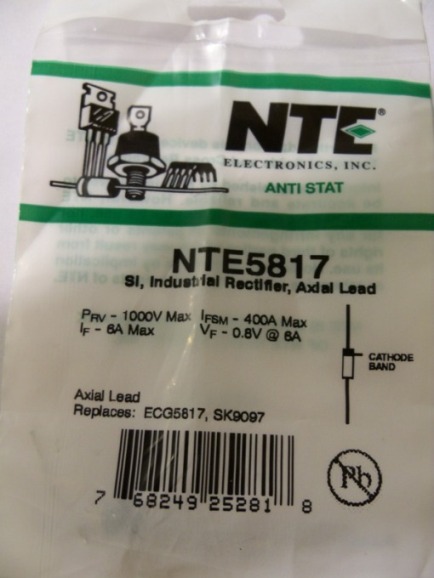 NTE®
ELECTRONICS, INC.
ANTI STAT
NTE5817
SI, Industrial Rectifier, Axial Lead
PRV - 1000V Max IFSM - 400A Max
IF - 6A Max VF - 0.8V @ 6A
CATHODE
BAND
Axial Lead
Replaces: ECG5817, SK9097
7 68249 25281 8
Pb